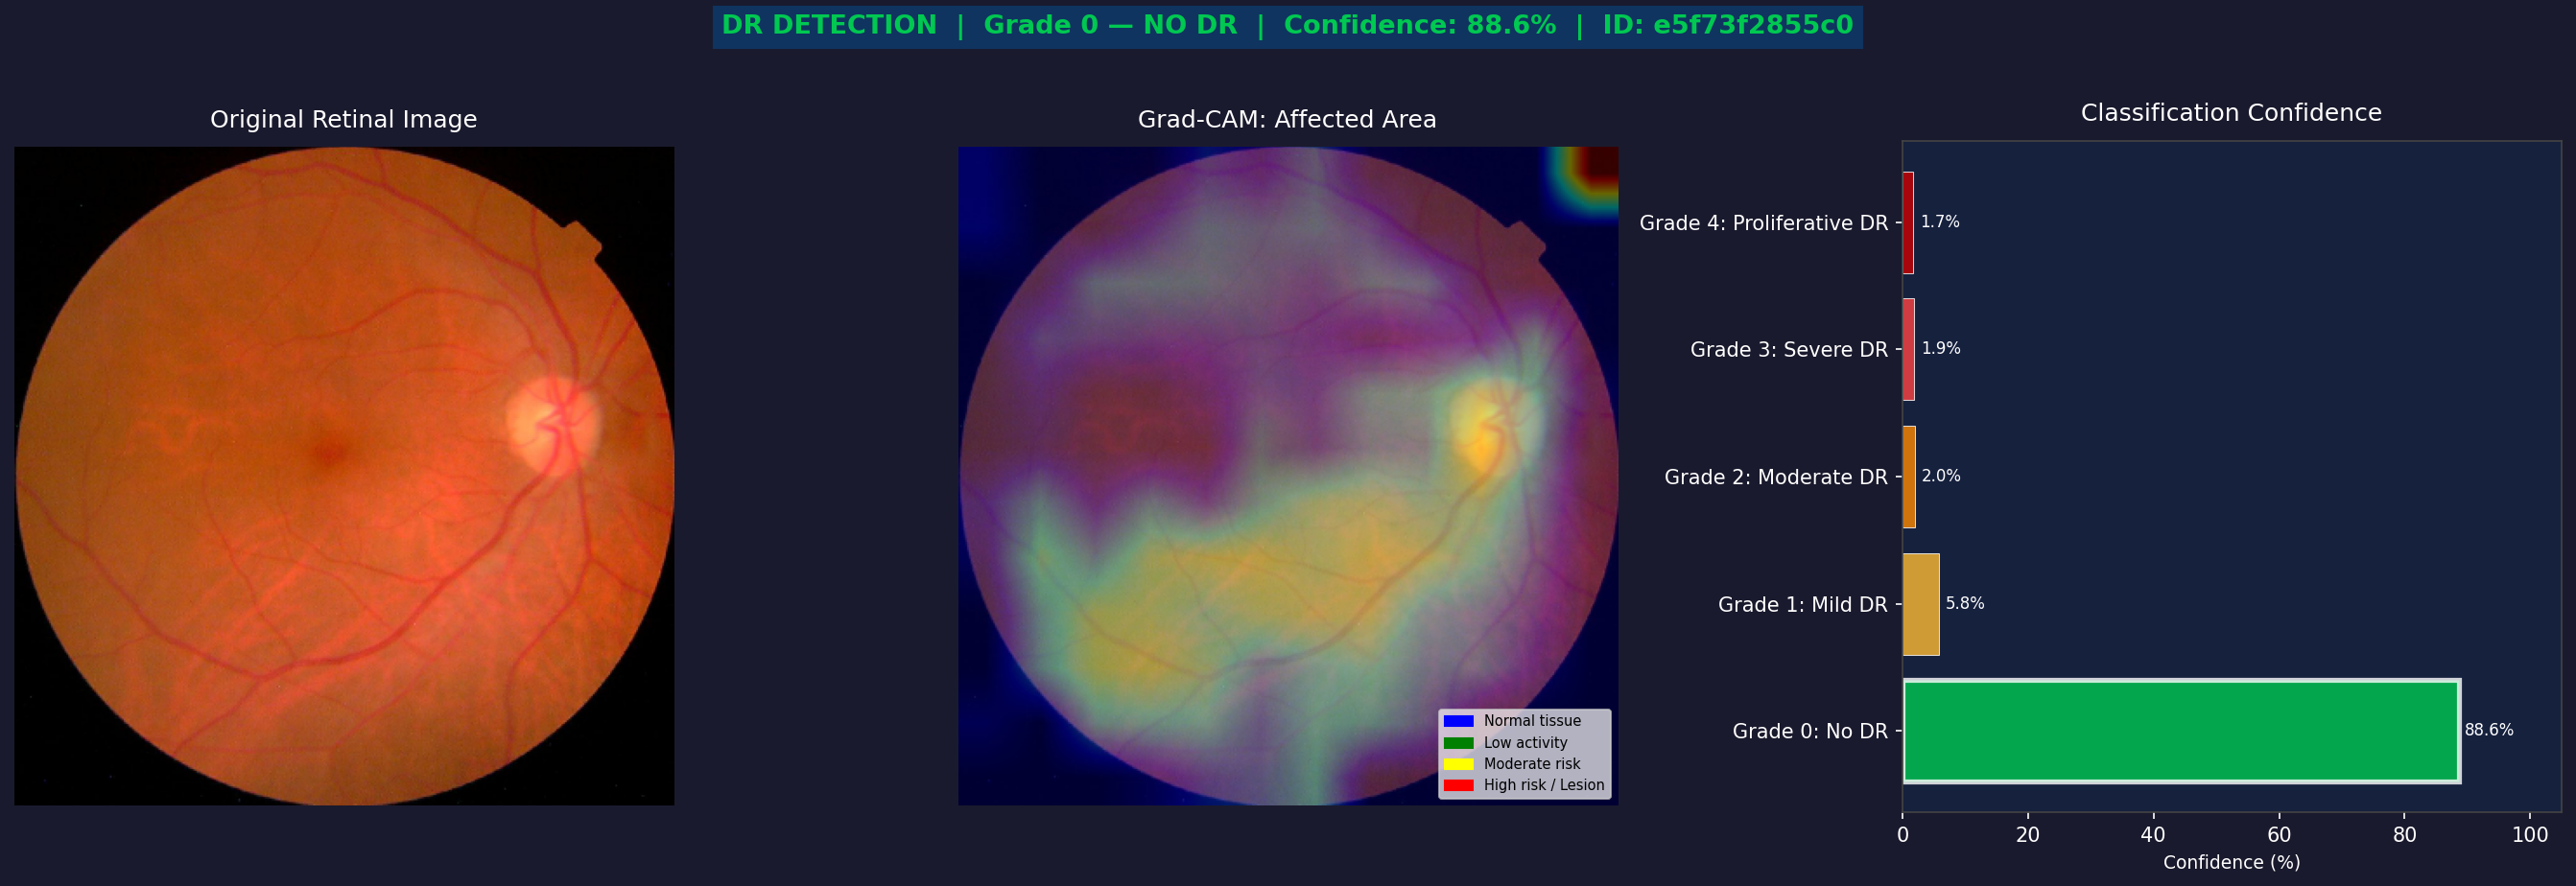 DR DETECTION | Grade 0 — NO DR | Confidence: 88.6% | ID: e5f73f2855c0
Original Retinal Image
Grad-CAM: Affected Area
Normal tissue
Low activity
Moderate risk
High risk / Lesion
Classification Confidence
Grade 4: Proliferative DR
1.7%
Grade 3: Severe DR
1.9%
Grade 2: Moderate DR
2.0%
Grade 1: Mild DR
5.8%
Grade 0: No DR
88.6%
0 20 40 60 80 100
Confidence (%)